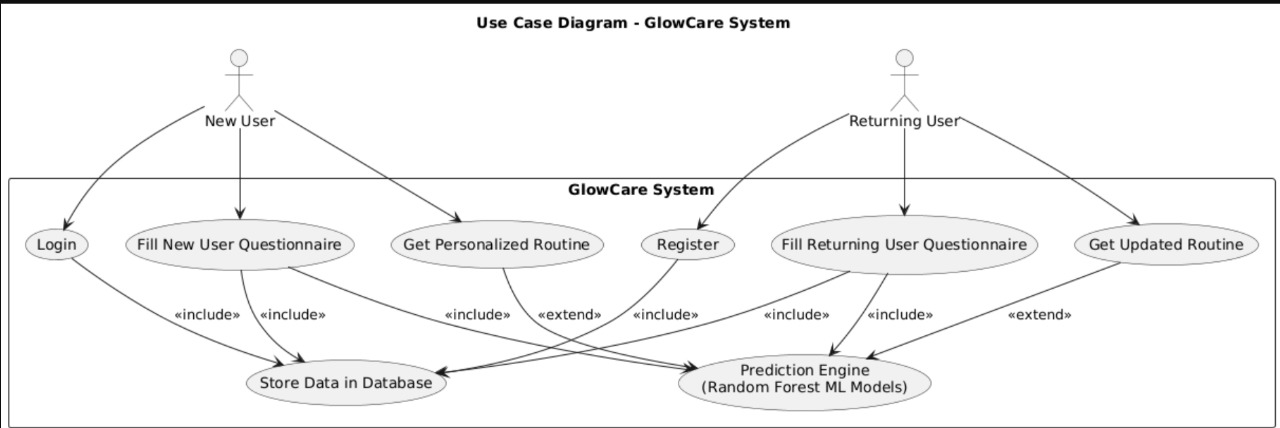 Use Case Diagram - GlowCare System
New User
Returning User
GlowCare System
Login
Fill New User Questionnaire
Get Personalized Routine
Register
Fill Returning User Questionnaire
Get Updated Routine
«include»
«include»
«include»
«extend»
«include»
«include»
«include»
«extend»
Store Data in Database
Prediction Engine
(Random Forest ML Models)